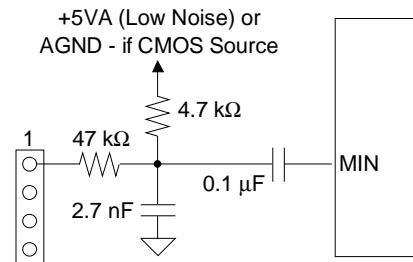 +5VA (Low Noise) or
AGND - if CMOS Source
4.7 kΩ
1
47 kΩ
MIN
0.1 µF
2.7 nF